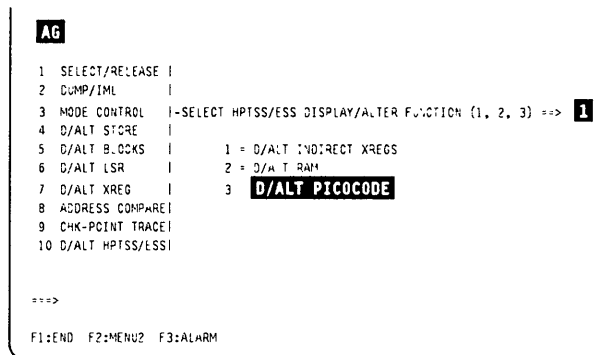 AG
1 SELECT/RELEASE |
2 DUMP/IML |
3 MODE CONTROL |-SELECT HPTSS/ESS DISPLAY/ALTER FUNCTION (1, 2, 3) ==> 1
4 D/ALT STORE |
5 D/ALT BLOCKS | 1 = D/ALT INDIRECT XREGS
6 D/ALT LSR | 2 = D/ALT RAM
7 D/ALT XREG | 3 D/ALT PICOCODE
8 ADDRESS COMPARE|
9 CHK-POINT TRACE|
10 D/ALT HPTSS/ESS|
===>
F1:END F2:MENU2 F3:ALARM